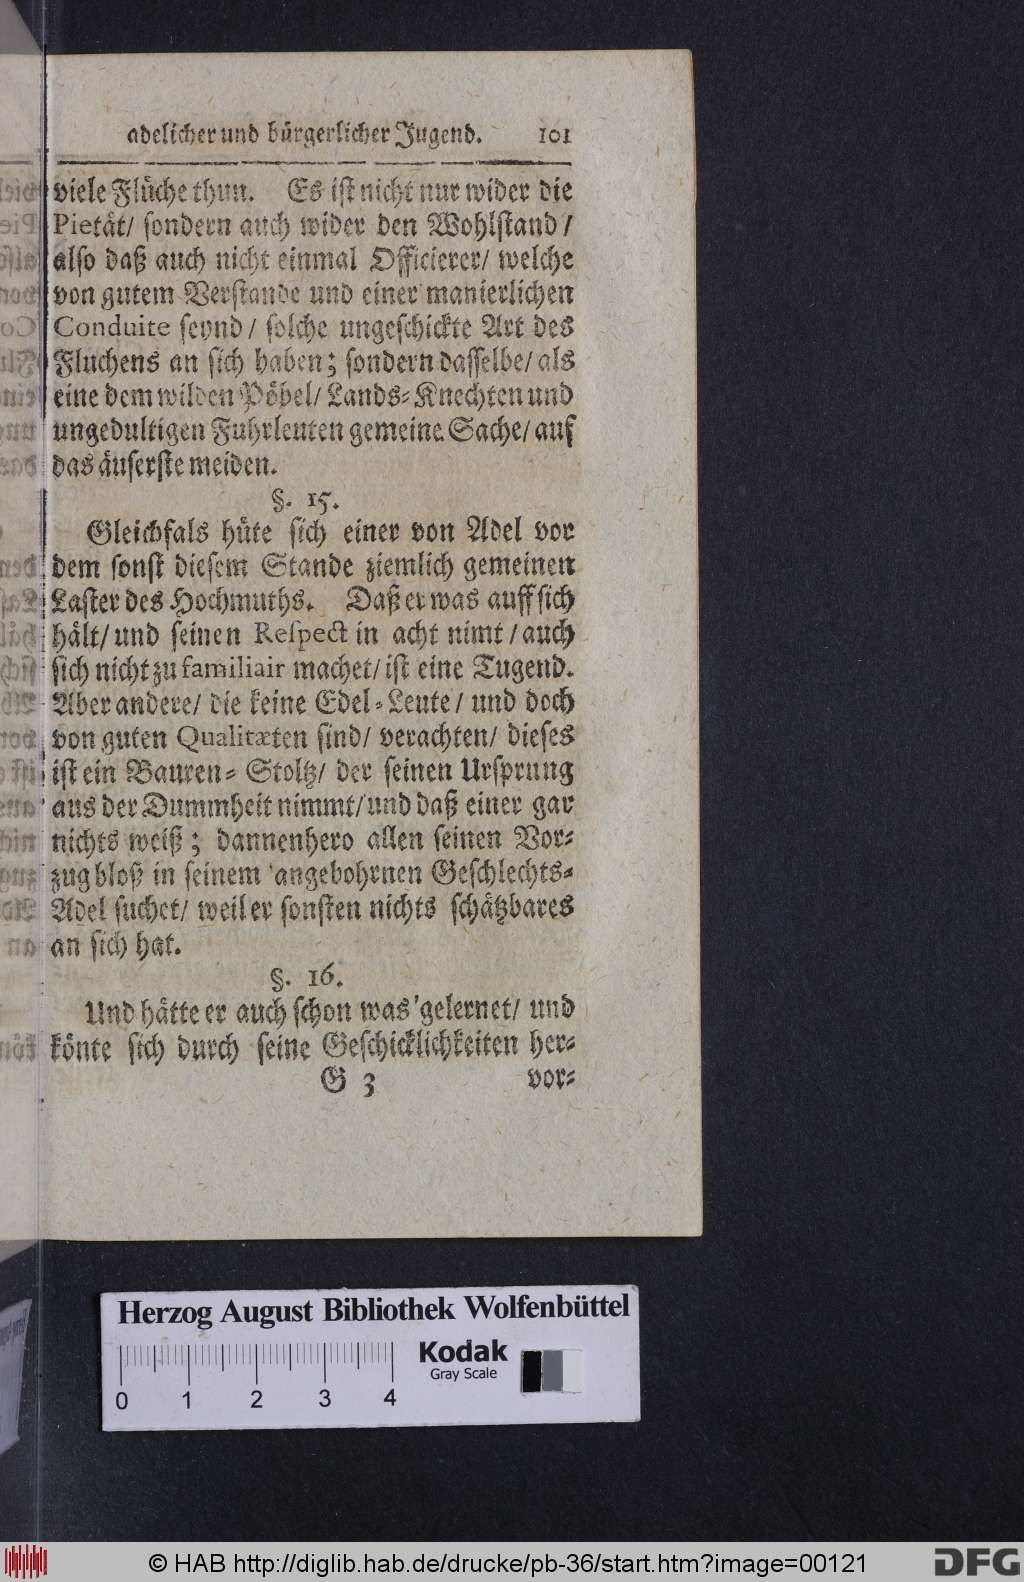 adelicher und bürgerlicher Jugend. 101
viele Flüche thun. Es ist nicht nur wider die
Pietät/ sondern auch wider den Wohlstand/
also daß auch nicht einmal Officierer/ welche
von gutem Verstande und einer manierlichen
Conduite seynd/ solche ungeschickte Art des
Fluchens an sich haben; sondern dasselbe/ als
eine dem wilden Pöbel/ Lands-Knechten und
ungedultigen Fuhrleuten gemeine Sache/ auf
das äuserste meiden.
§. 15.
Gleichfals hüte sich einer von Adel vor
dem sonst diesem Stande ziemlich gemeinen
Laster des Hochmuths. Daß er was auff sich
hält/ und seinen Respect in acht nimt/ auch
sich nicht zu familiair machet/ ist eine Tugend.
Aber andere/ die keine Edel-Leute/ und doch
von guten Qualitæten sind/ verachten/ dieses
ist ein Bauren-Stoltz/ der seinen Ursprung
aus der Dummheit nimmt/ und daß einer gar
nichts weiß; dannenhero allen seinen Vor-
zug bloß in seinem angebohrnen Geschlechts-
Adel suchet/ weil er sonsten nichts schätzbares
an sich hat.
§. 16.
Und hätte er auch schon was gelernet/ und
könte sich durch seine Geschicklichkeiten her-
G 3 vor-
Herzog August Bibliothek Wolfenbüttel
Kodak
Gray Scale
0 1 2 3 4
© HAB http://diglib.hab.de/drucke/pb-36/start.htm?image=00121
DFG